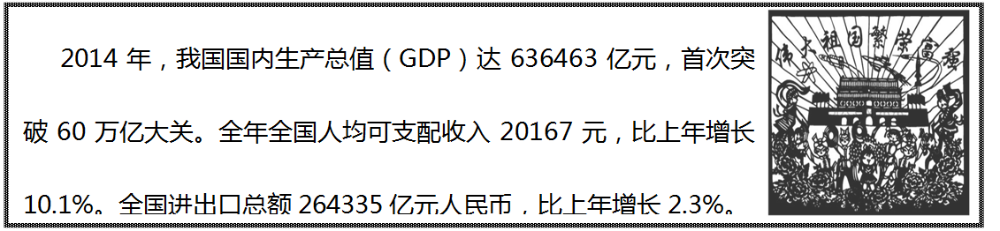 2014 年，我国国内生产总值（GDP）达 636463 亿元，首次突
破 60 万亿大关。全年全国人均可支配收入 20167 元，比上年增长
10.1%。全国进出口总额 264335 亿元人民币，比上年增长 2.3%。
伟大祖国繁荣富强